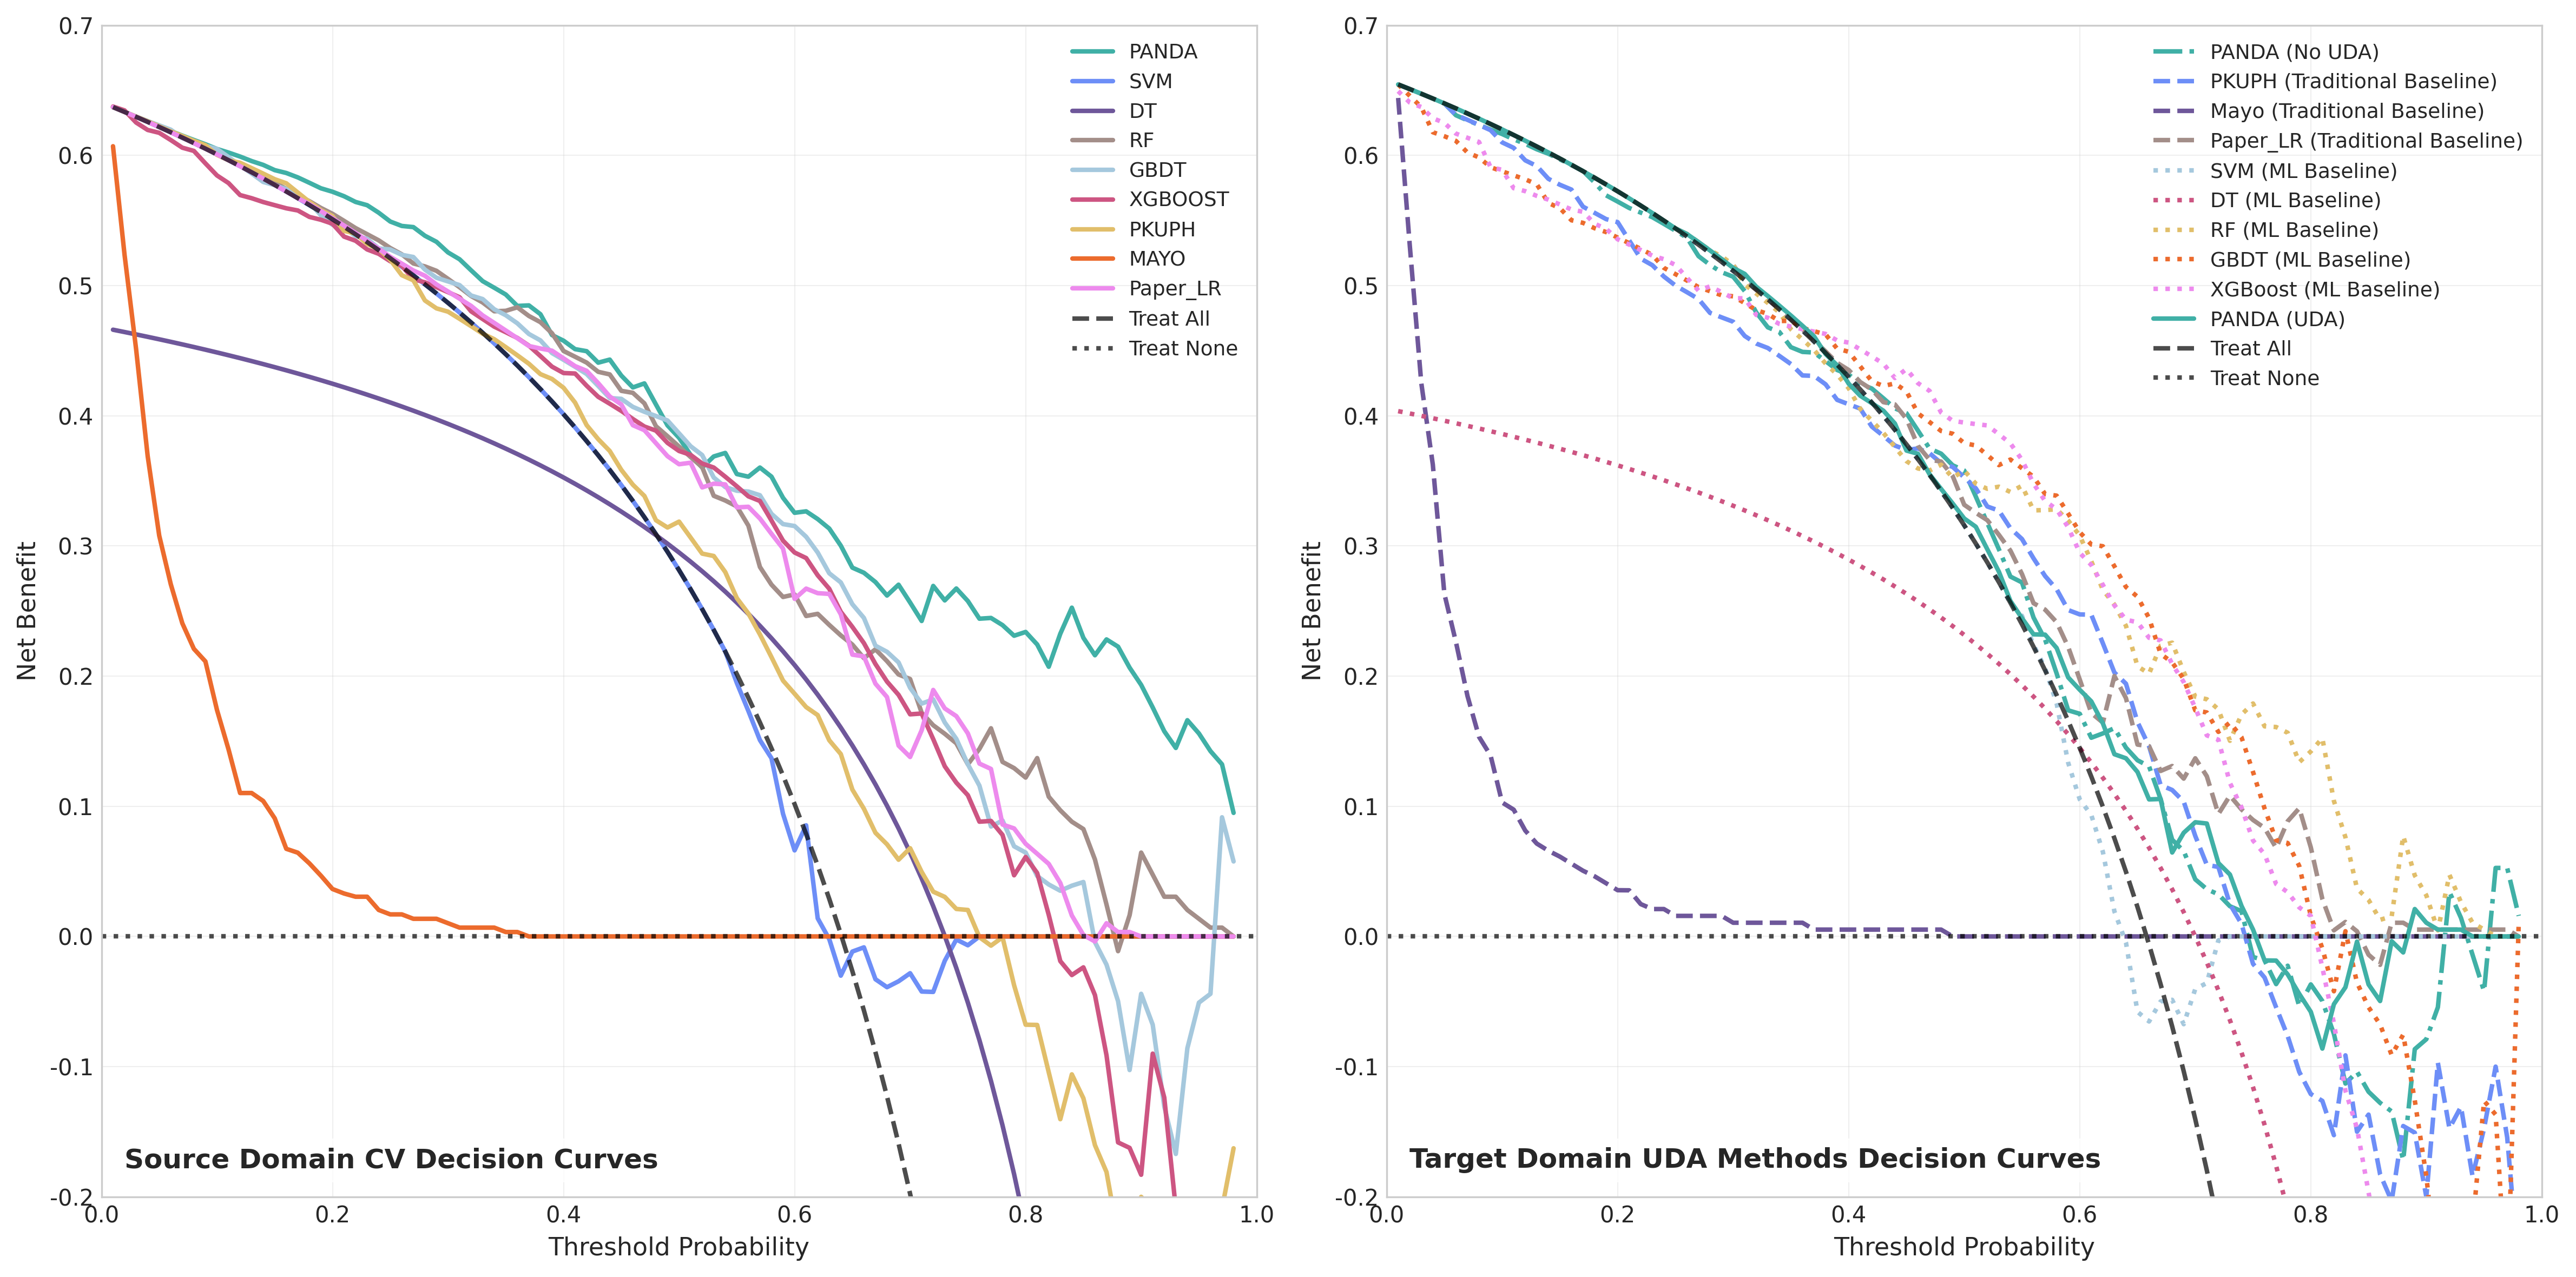 0.7
0.6
0.5
0.4
0.3
0.2
0.1
0.0
-0.1
-0.2
Net Benefit
0.0 0.2 0.4 0.6 0.8 1.0
Threshold Probability
PANDA
SVM
DT
RF
GBDT
XGBOOST
PKUPH
MAYO
Paper_LR
Treat All
Treat None
Source Domain CV Decision Curves
0.7
0.6
0.5
0.4
0.3
0.2
0.1
0.0
-0.1
-0.2
Net Benefit
0.0 0.2 0.4 0.6 0.8 1.0
Threshold Probability
PANDA (No UDA)
PKUPH (Traditional Baseline)
Mayo (Traditional Baseline)
Paper_LR (Traditional Baseline)
SVM (ML Baseline)
DT (ML Baseline)
RF (ML Baseline)
GBDT (ML Baseline)
XGBoost (ML Baseline)
PANDA (UDA)
Treat All
Treat None
Target Domain UDA Methods Decision Curves